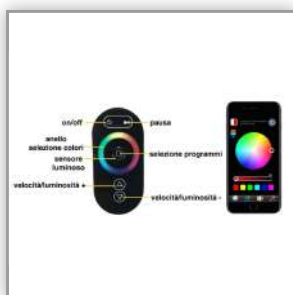 on/off
pausa
anello
selezione colori
sensore
luminoso
selezione programmi
velocità/luminosità +
velocità/luminosità -